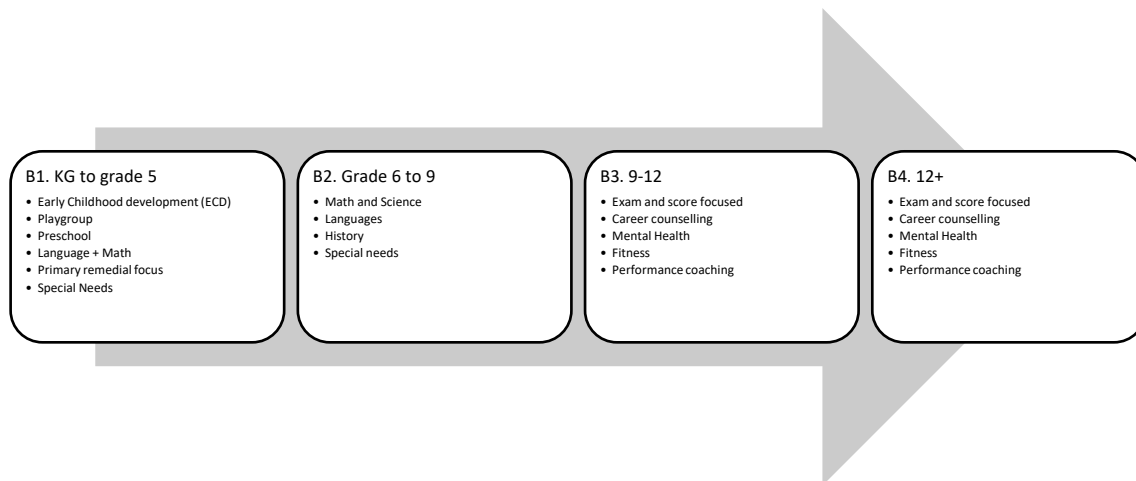 B1. KG to grade 5
• Early Childhood development (ECD)
• Playgroup
• Preschool
• Language + Math
• Primary remedial focus
• Special Needs
B2. Grade 6 to 9
• Math and Science
• Languages
• History
• Special needs
B3. 9-12
• Exam and score focused
• Career counselling
• Mental Health
• Fitness
• Performance coaching
B4. 12+
• Exam and score focused
• Career counselling
• Mental Health
• Fitness
• Performance coaching